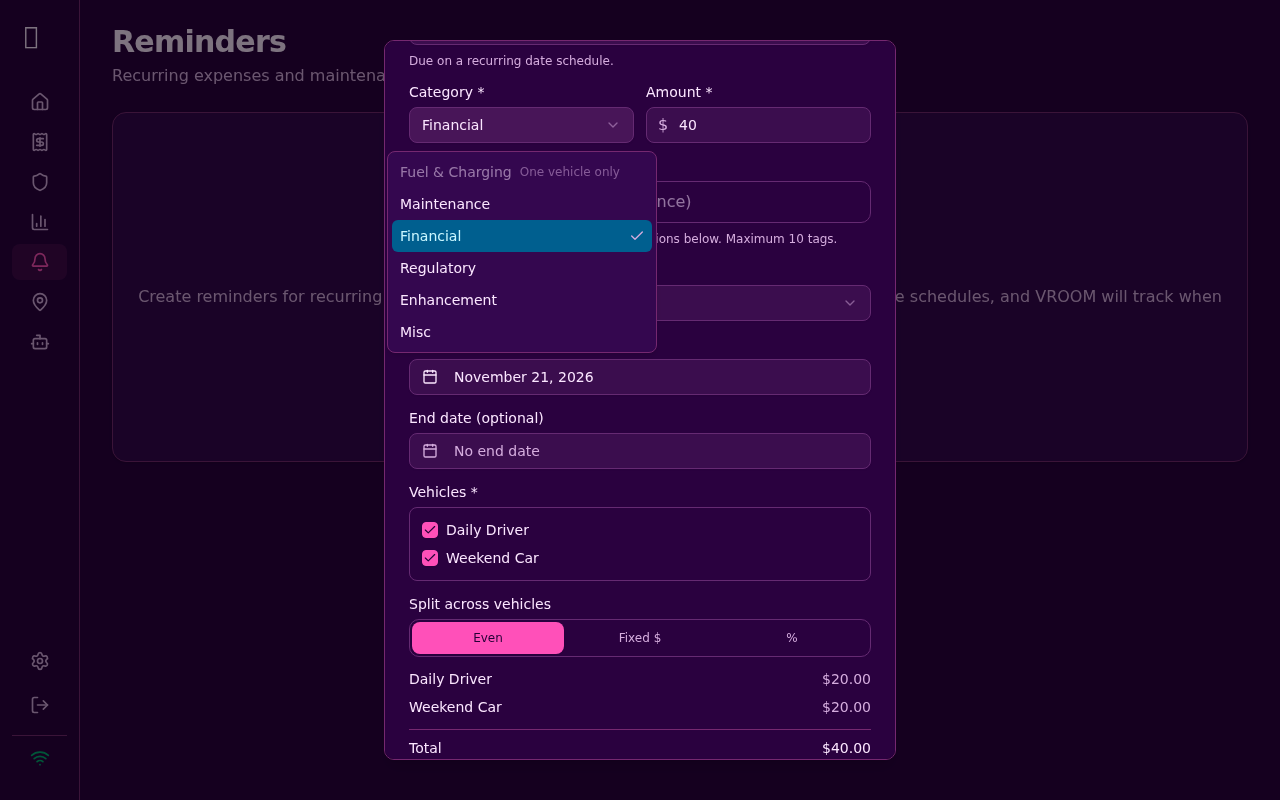 Reminders
Recurring expenses and maintena
Due on a recurring date schedule.
Category *
Amount *
Financial
$ 40
Fuel & Charging One vehicle only
Maintenance
Financial
Regulatory
Enhancement
Misc
nce)
ions below. Maximum 10 tags.
Create reminders for recurring
e schedules, and VROOM will track when
November 21, 2026
End date (optional)
No end date
Vehicles *
Daily Driver
Weekend Car
Split across vehicles
Even
Fixed $
%
Daily Driver
$20.00
Weekend Car
$20.00
Total
$40.00